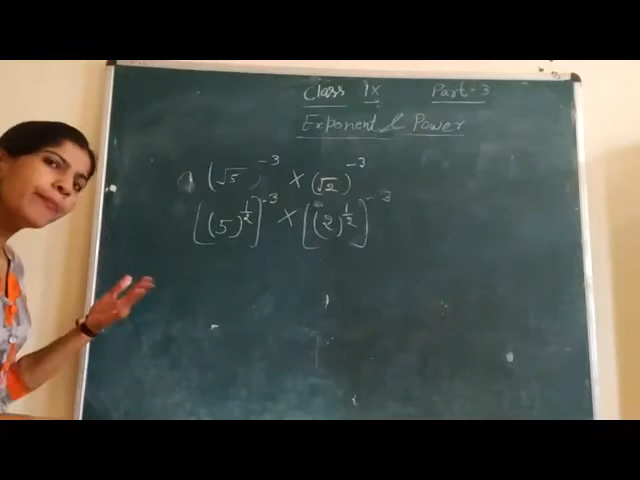 Class IX Part-3
Exponent & Power
(√5)^-3 × (√2)^-3
[(5)^1/2]^-3 × [(2)^1/2]^-3